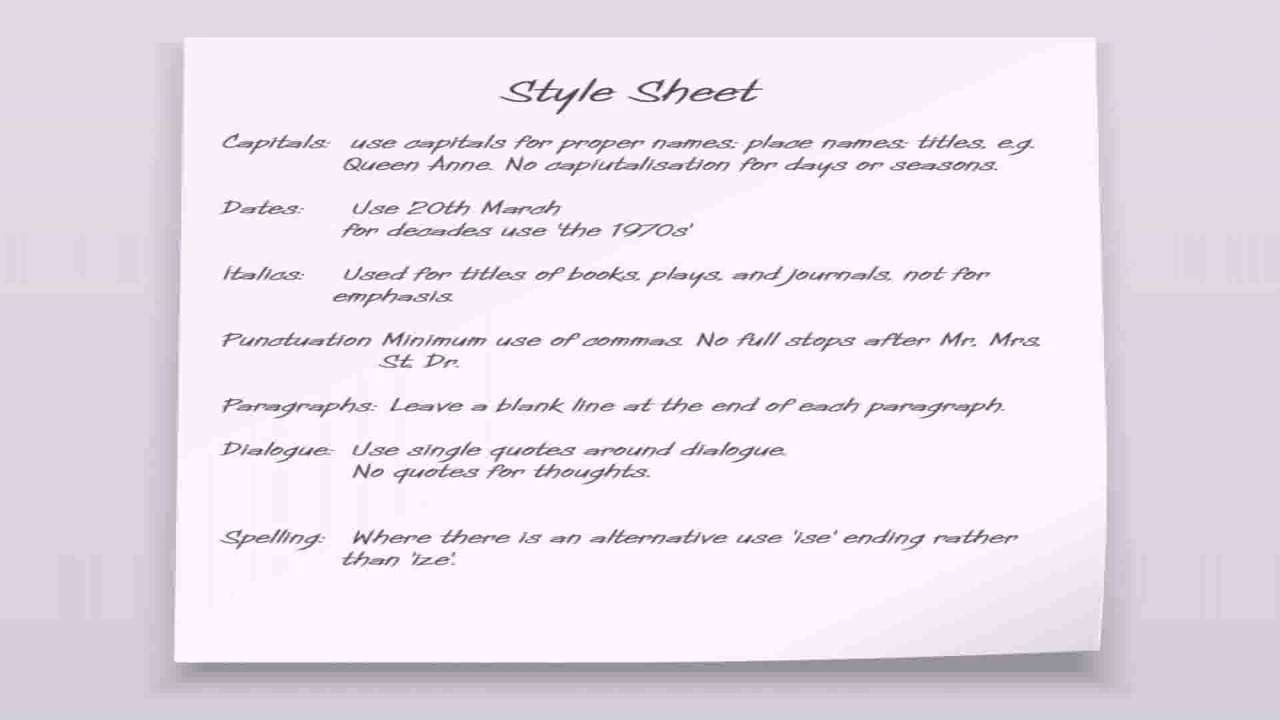 Style Sheet
Capitals: use capitals for proper names; place names; titles, e.g.
Queen Anne. No capiutalisation for days or seasons.
Dates: Use 20th March
for decades use 'the 1970s'
Italics: Used for titles of books, plays, and journals, not for
emphasis.
Punctuation Minimum use of commas. No full stops after Mr, Mrs,
St, Dr.
Paragraphs: Leave a blank line at the end of each paragraph.
Dialogue: Use single quotes around dialogue.
No quotes for thoughts.
Spelling: Where there is an alternative use 'ise' ending rather
than 'ize'.